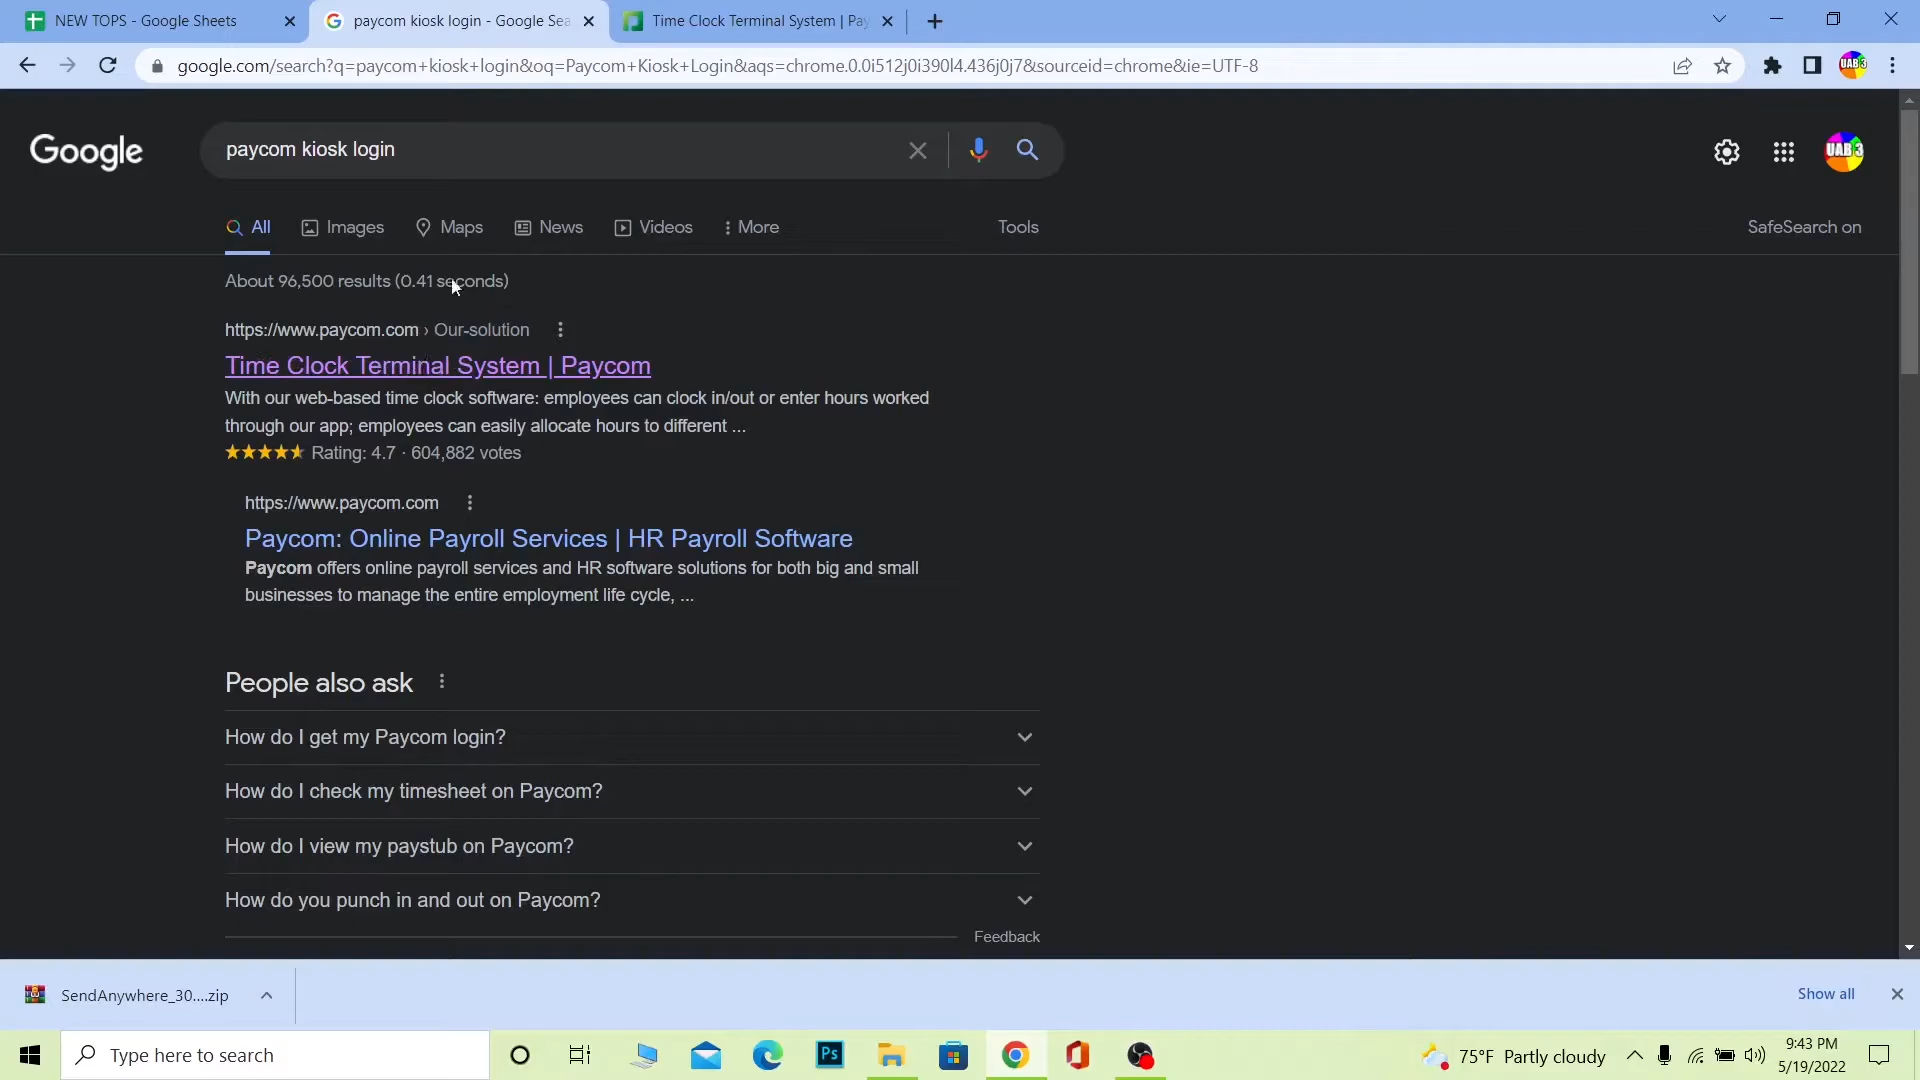 NEW TOPS - Google Sheets
paycom kiosk login - Google Sea
Time Clock Terminal System | Pay
google.com/search?q=paycom+kiosk+login&oq=Paycom+Kiosk+Login&aqs=chrome.0.0i512j0i390l4.436j0j7&sourceid=chrome&ie=UTF-8
UAB 3
Google
paycom kiosk login
UAB 3
All
Images
Maps
News
Videos
More
Tools
SafeSearch on
About 96,500 results (0.41 seconds)
https://www.paycom.com › Our-solution
Time Clock Terminal System | Paycom
With our web-based time clock software: employees can clock in/out or enter hours worked
through our app; employees can easily allocate hours to different ...
Rating: 4.7 · 604,882 votes
https://www.paycom.com
Paycom: Online Payroll Services | HR Payroll Software
Paycom offers online payroll services and HR software solutions for both big and small
businesses to manage the entire employment life cycle, ...
People also ask
How do I get my Paycom login?
How do I check my timesheet on Paycom?
How do I view my paystub on Paycom?
How do you punch in and out on Paycom?
Feedback
SendAnywhere_30....zip
Show all
Type here to search
Ps
75°F Partly cloudy
9:43 PM
5/19/2022